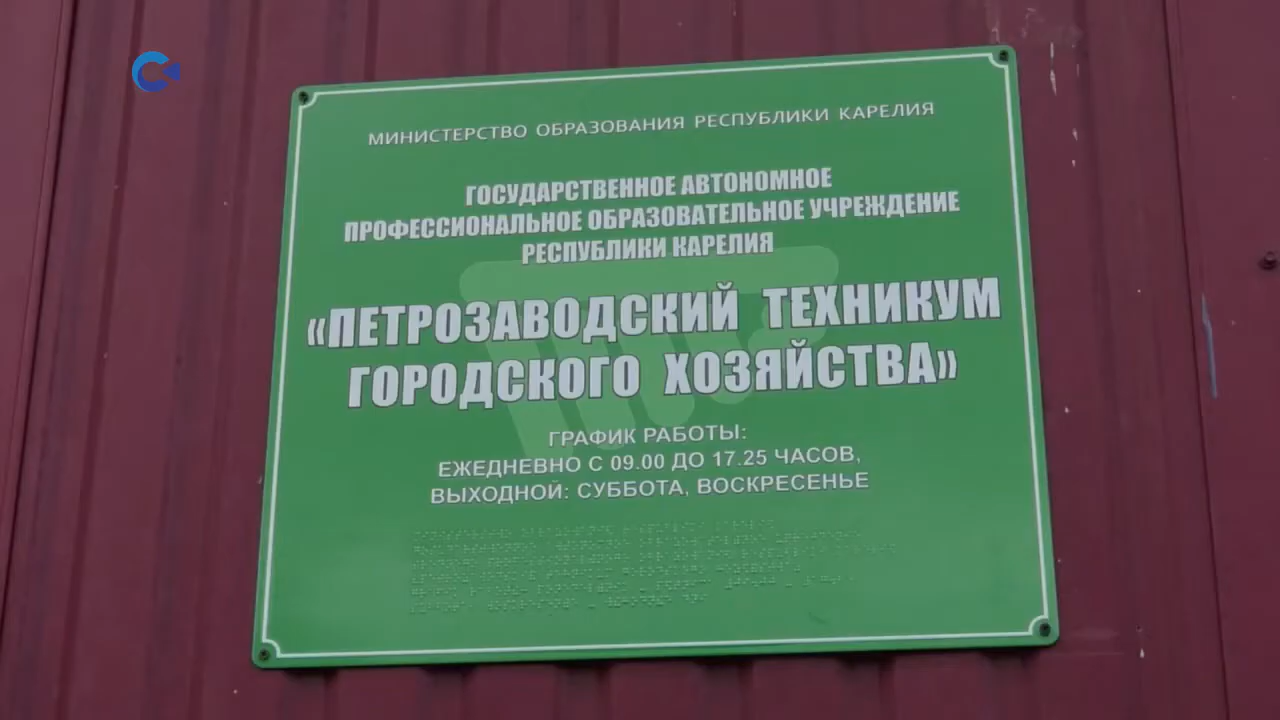 МИНИСТЕРСТВО ОБРАЗОВАНИЯ РЕСПУБЛИКИ КАРЕЛИЯ
ГОСУДАРСТВЕННОЕ АВТОНОМНОЕ
ПРОФЕССИОНАЛЬНОЕ ОБРАЗОВАТЕЛЬНОЕ УЧРЕЖДЕНИЕ
РЕСПУБЛИКИ КАРЕЛИЯ
«ПЕТРОЗАВОДСКИЙ ТЕХНИКУМ
ГОРОДСКОГО ХОЗЯЙСТВА»
ГРАФИК РАБОТЫ:
ЕЖЕДНЕВНО С 09.00 ДО 17.25 ЧАСОВ,
ВЫХОДНОЙ: СУББОТА, ВОСКРЕСЕНЬЕ